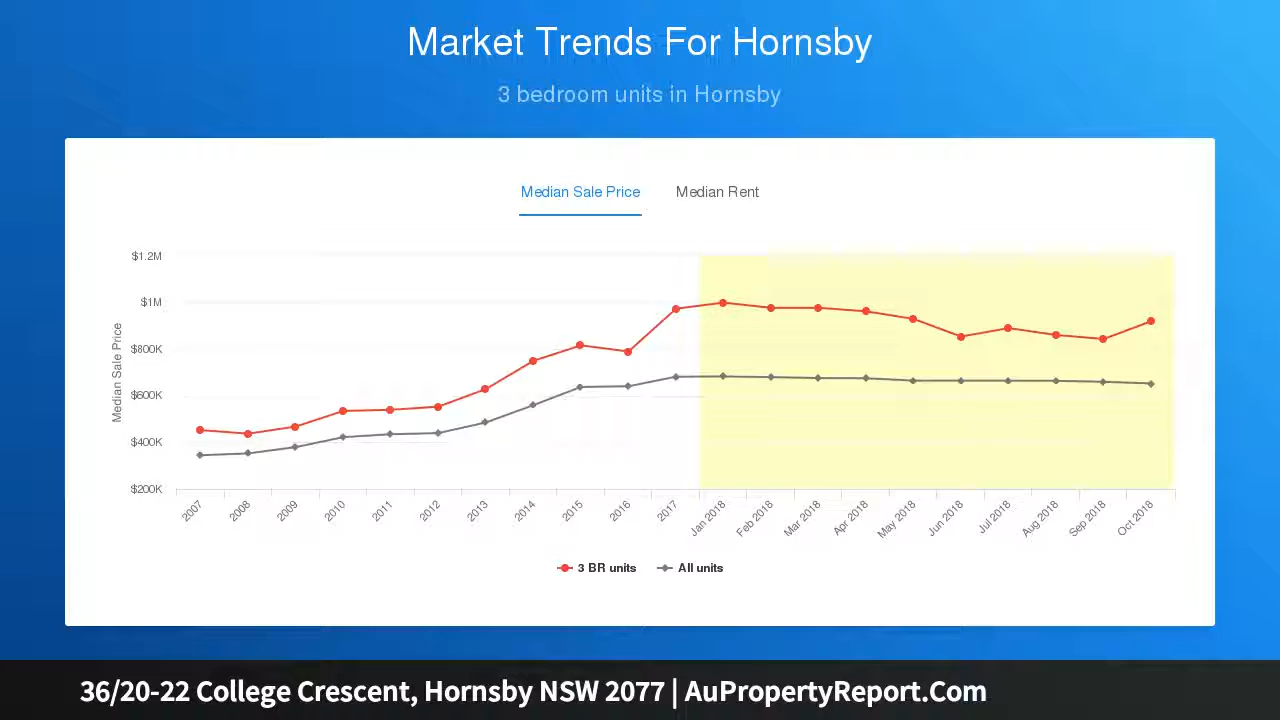 Market Trends For Hornsby
3 bedroom units in Hornsby
Median Sale Price Median Rent
$1.2M
$1M
$800K
$600K
$400K
$200K
Median Sale Price
2007 2008 2009 2010 2011 2012 2013 2014 2015 2016 2017 Jan 2018 Feb 2018 Mar 2018 Apr 2018 May 2018 Jun 2018 Jul 2018 Aug 2018 Sep 2018 Oct 2018
3 BR units All units
36/20-22 College Crescent, Hornsby NSW 2077 | AuPropertyReport.Com